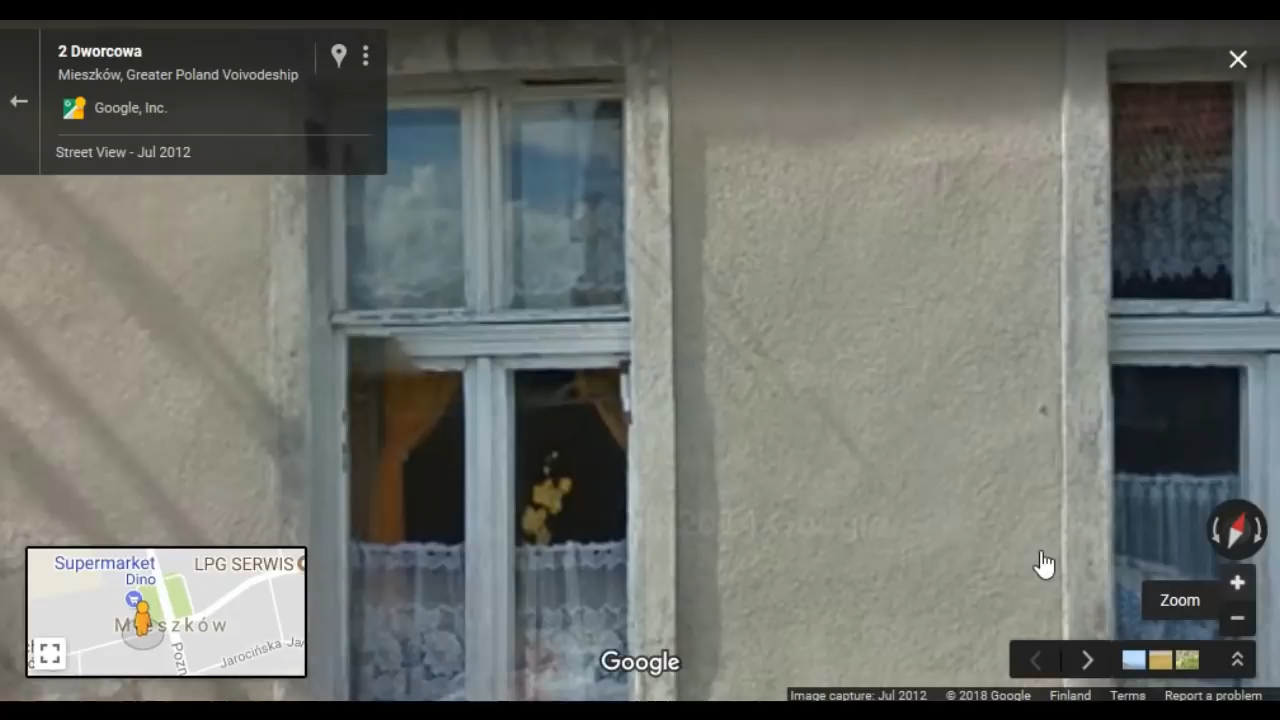 2 Dworcowa
Mieszków, Greater Poland Voivodeship
Google, Inc.
Street View - Jul 2012
Supermarket
Dino
LPG SERWIS
Jarocińska
Zoom
Google
Image capture: Jul 2012 © 2018 Google Finland Terms Report a problem